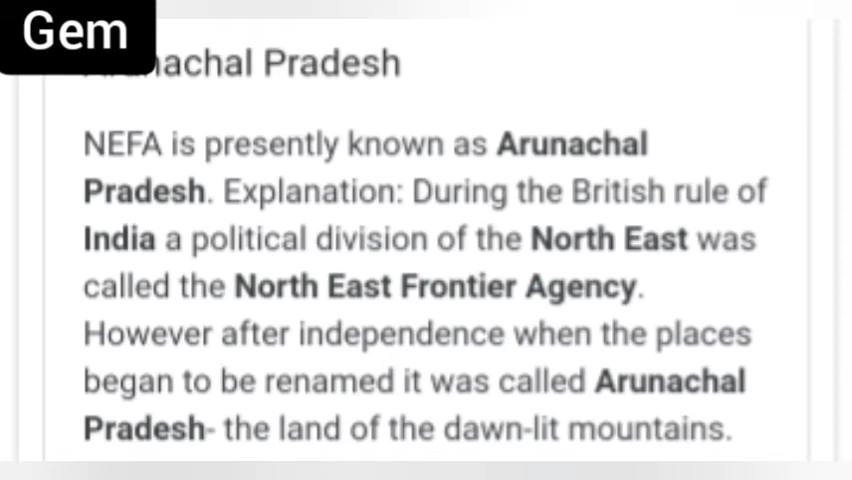 Gem
Arunachal Pradesh
NEFA is presently known as Arunachal
Pradesh. Explanation: During the British rule of
India a political division of the North East was
called the North East Frontier Agency.
However after independence when the places
began to be renamed it was called Arunachal
Pradesh- the land of the dawn-lit mountains.